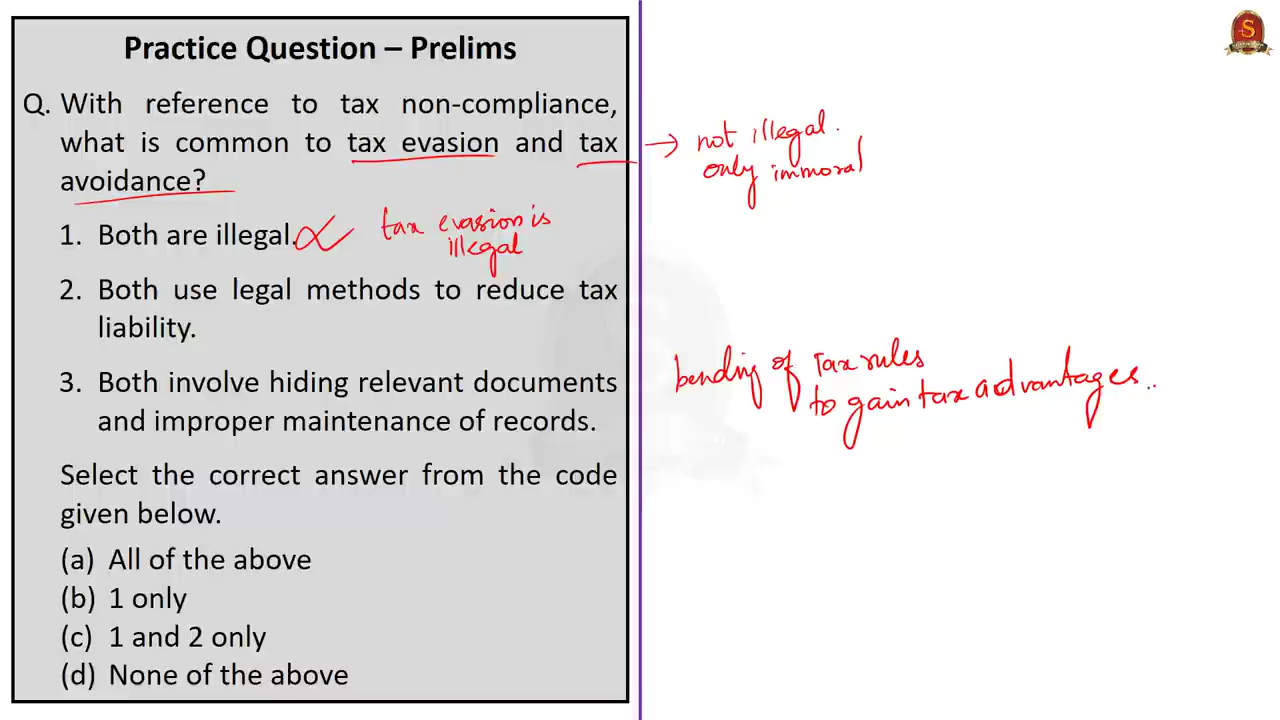 Practice Question – Prelims
Q. With reference to tax non-compliance,
what is common to tax evasion and tax
avoidance?
1. Both are illegal.
2. Both use legal methods to reduce tax
liability.
3. Both involve hiding relevant documents
and improper maintenance of records.
Select the correct answer from the code
given below.
(a) All of the above
(b) 1 only
(c) 1 and 2 only
(d) None of the above
tax evasion is
illegal
→ not illegal.
only immoral
bending of tax rules
to gain tax advantages..
S